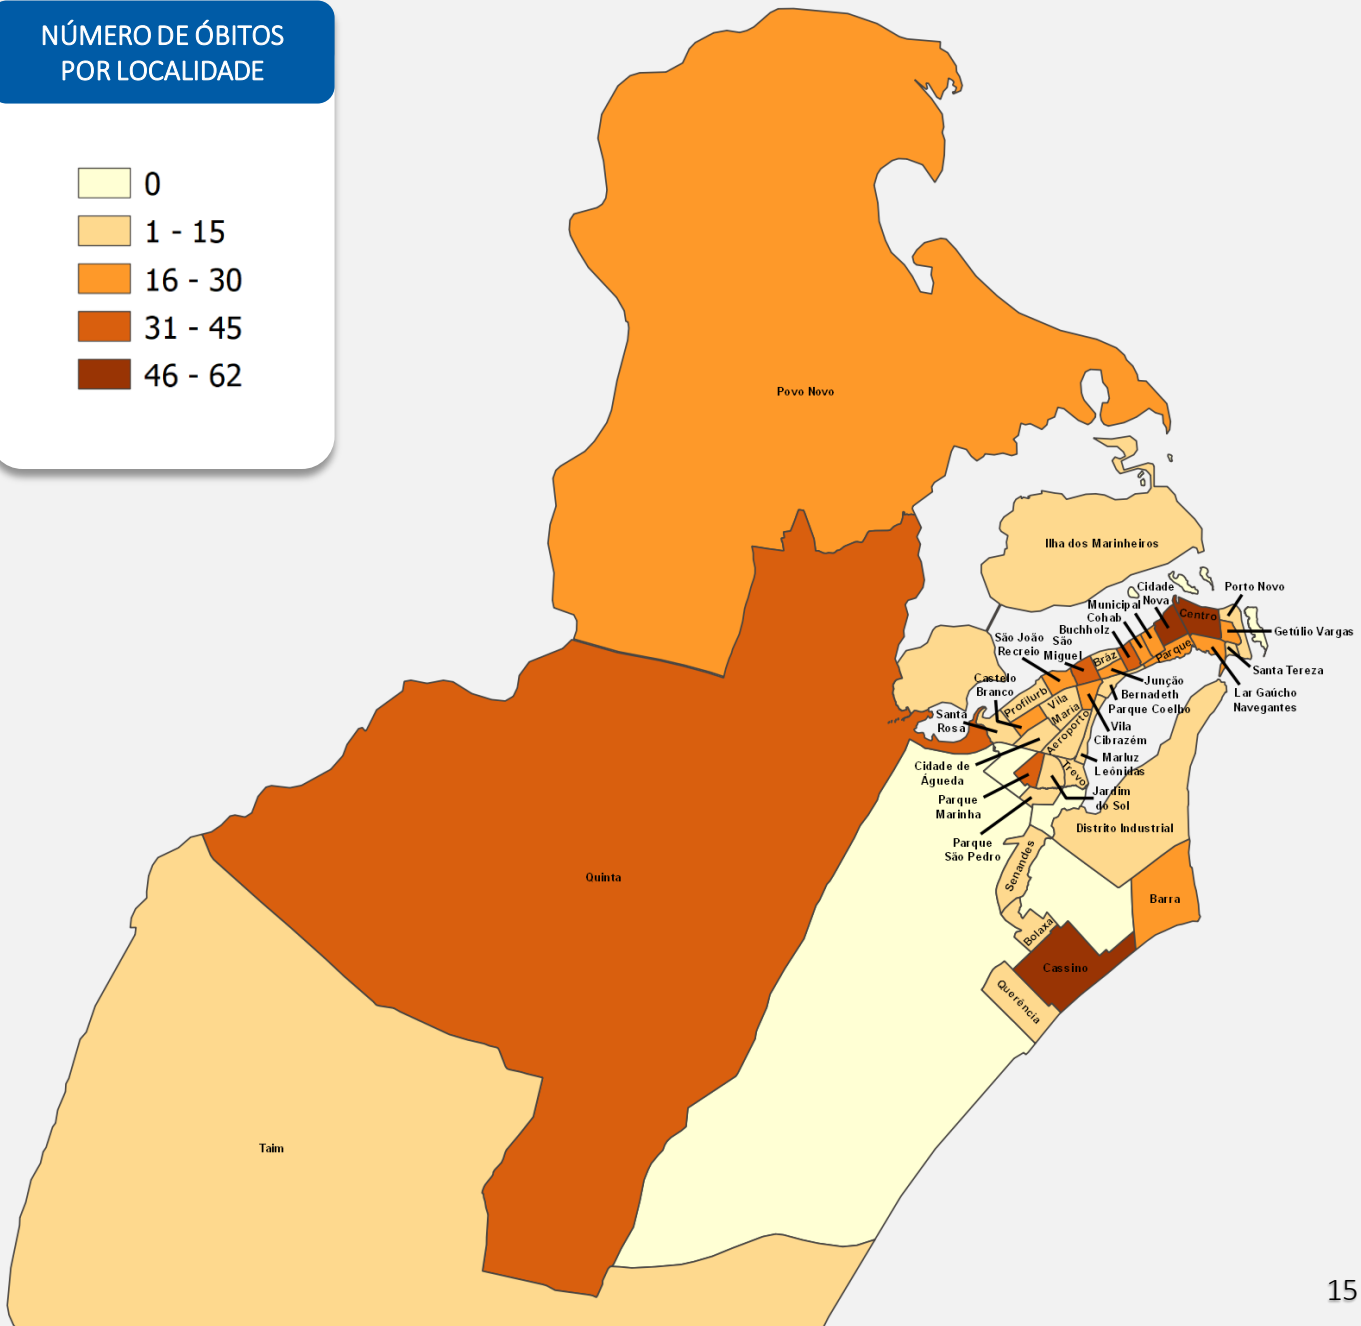 NÚMERO DE ÓBITOS
POR LOCALIDADE
0
1 - 15
16 - 30
31 - 45
46 - 62
Povo Novo
Ilha dos Marinheiros
Cidade
Nova
Porto Novo
Municipal
Cohab
Centro
Buchholz
Getúlio Vargas
São João
Recreio
São
Miguel
Bráz
Parque
Santa Tereza
Castelo
Branco
Junção
Bernadeth
Parque Coelho
Lar Gaúcho
Navegantes
Profilurb
Vila
Maria
Santa
Rosa
Aeroporto
Vila
Cibrazém
Cidade de
Águeda
Marluz
Leônidas
Trevo
Parque
Marinha
Jardim
do Sol
Distrito Industrial
Parque
São Pedro
Senandes
Quinta
Barra
Bolaxa
Cassino
Querência
Taim
15